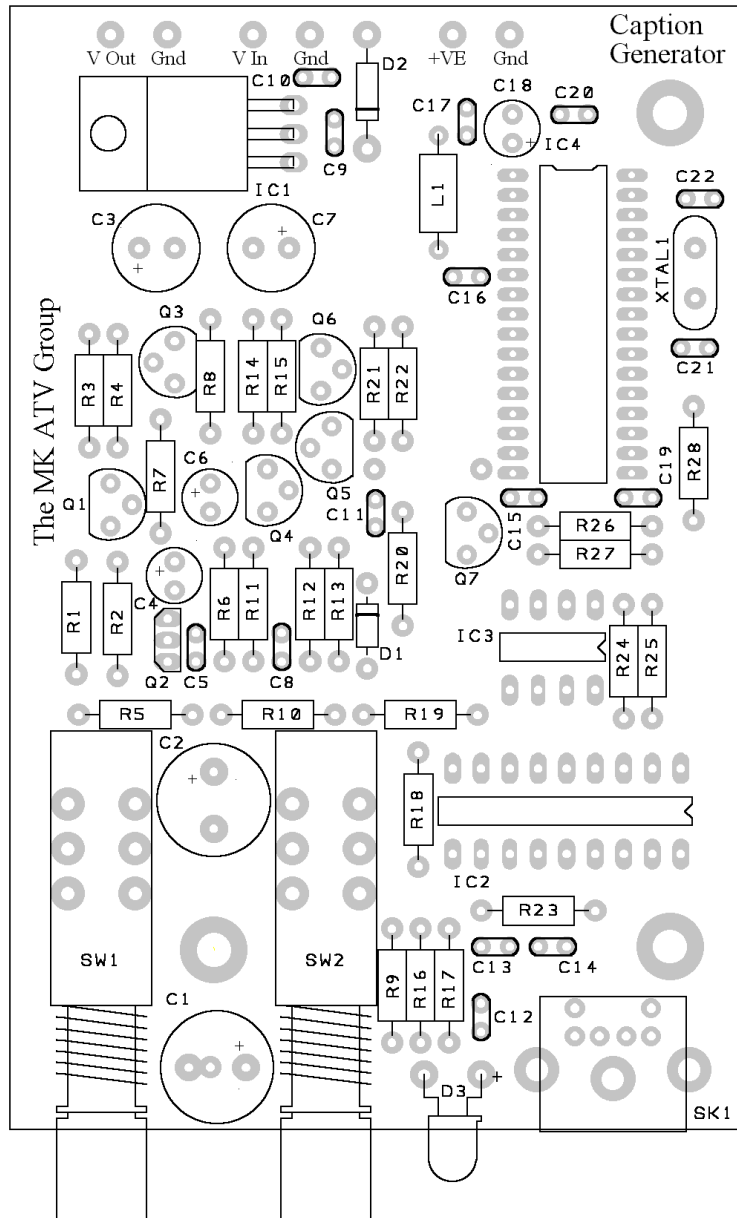 Caption
Generator
V Out Gnd V In Gnd +VE Gnd
D2
C10
C18
C20
C17
+ IC4
C9
L1
C22
IC1
C3
C7
+
+
XTAL1
C16
Q3
Q6
C21
The MK ATV Group
R3
R4
R8
R14
R15
R21
R22
R28
R7
C6
+
Q5
C19
Q1
Q4
C11
C15
R26
R27
Q7
R20
C4
+
R1
R2
R6
R11
R12
R13
IC3
R24
R25
Q2
C5
C8
D1
R5
R10
R19
C2
+
R18
IC2
R23
SW1
SW2
C13
C14
R9
R16
R17
C1
+
C12
D3
+
SK1